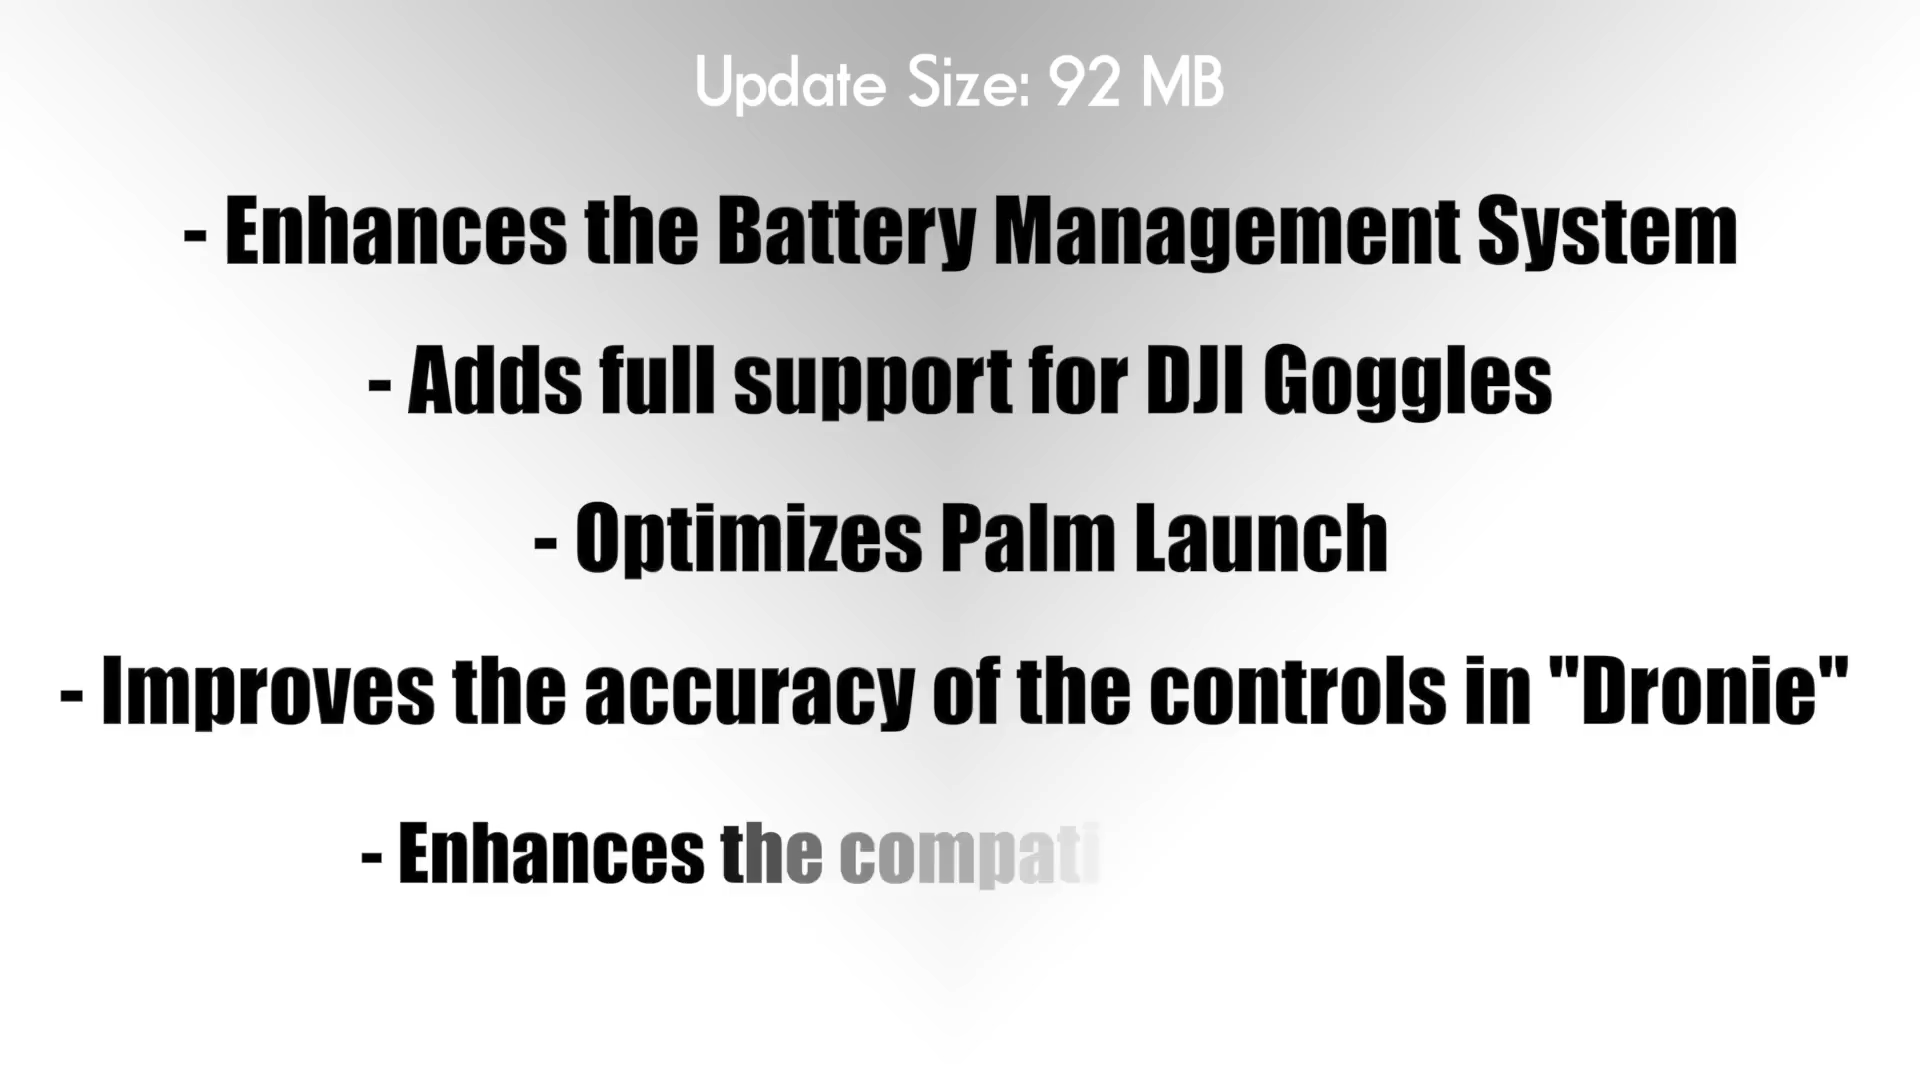 Update Size: 92 MB
- Enhances the Battery Management System
- Adds full support for DJI Goggles
- Optimizes Palm Launch
- Improves the accuracy of the controls in "Dronie"
- Enhances the compati